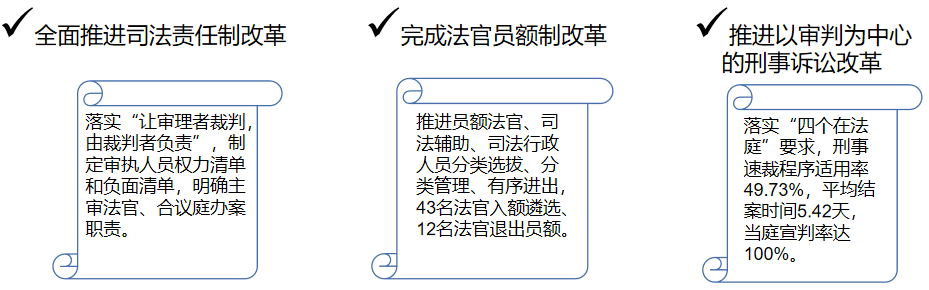 全面推进司法责任制改革
落实“让审理者裁判，
由裁判者负责”，制
定审执人员权力清单
和负面清单，明确主
审法官、合议庭办案
职责。
完成法官员额制改革
推进员额法官、司
法辅助、司法行政
人员分类选拔、分
类管理、有序进出，
43名法官入额遴选、
12名法官退出员额。
推进以审判为中心
的刑事诉讼改革
落实“四个在法
庭”要求，刑事
速裁程序适用率
49.73%，平均结
案时间5.42天，
当庭宣判率达
100%。